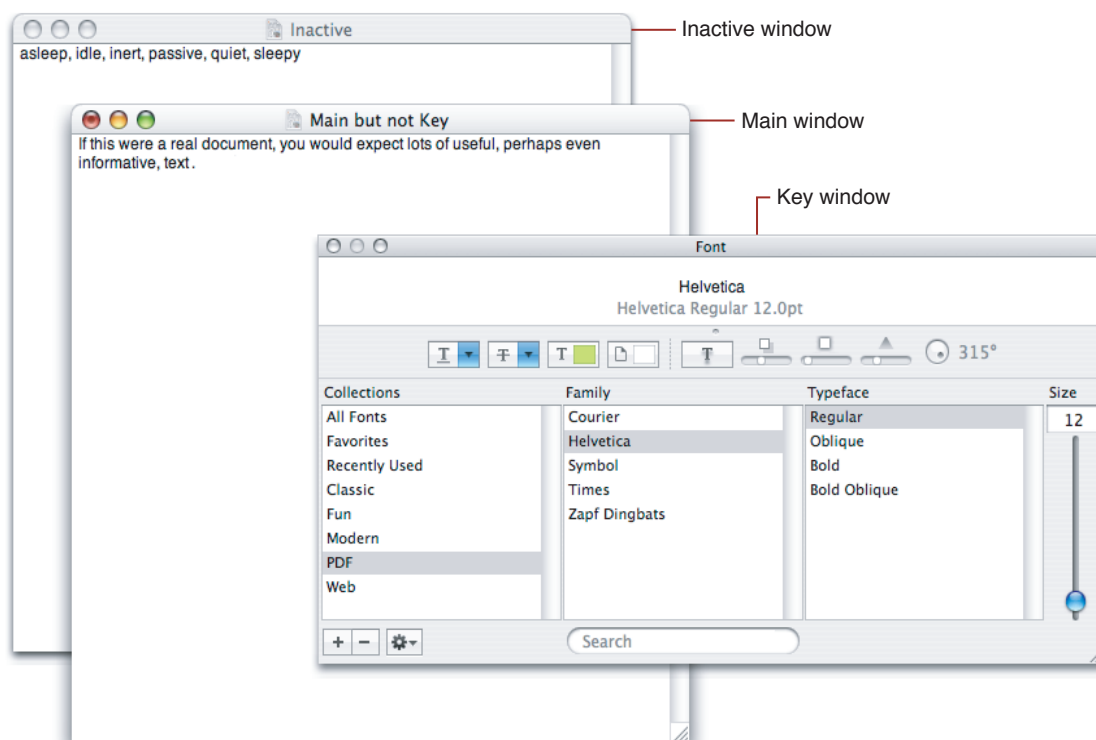 Inactive
Inactive window
asleep, idle, inert, passive, quiet, sleepy
Main but not Key
Main window
If this were a real document, you would expect lots of useful, perhaps even
informative, text.
Key window
Font
Helvetica
Helvetica Regular 12.0pt
T T T T 315°
Collections Family Typeface Size
All Fonts Courier Regular 12
Favorites Helvetica Oblique
Recently Used Symbol Bold
Classic Times Bold Oblique
Fun Zapf Dingbats
Modern
PDF
Web
+ − Search